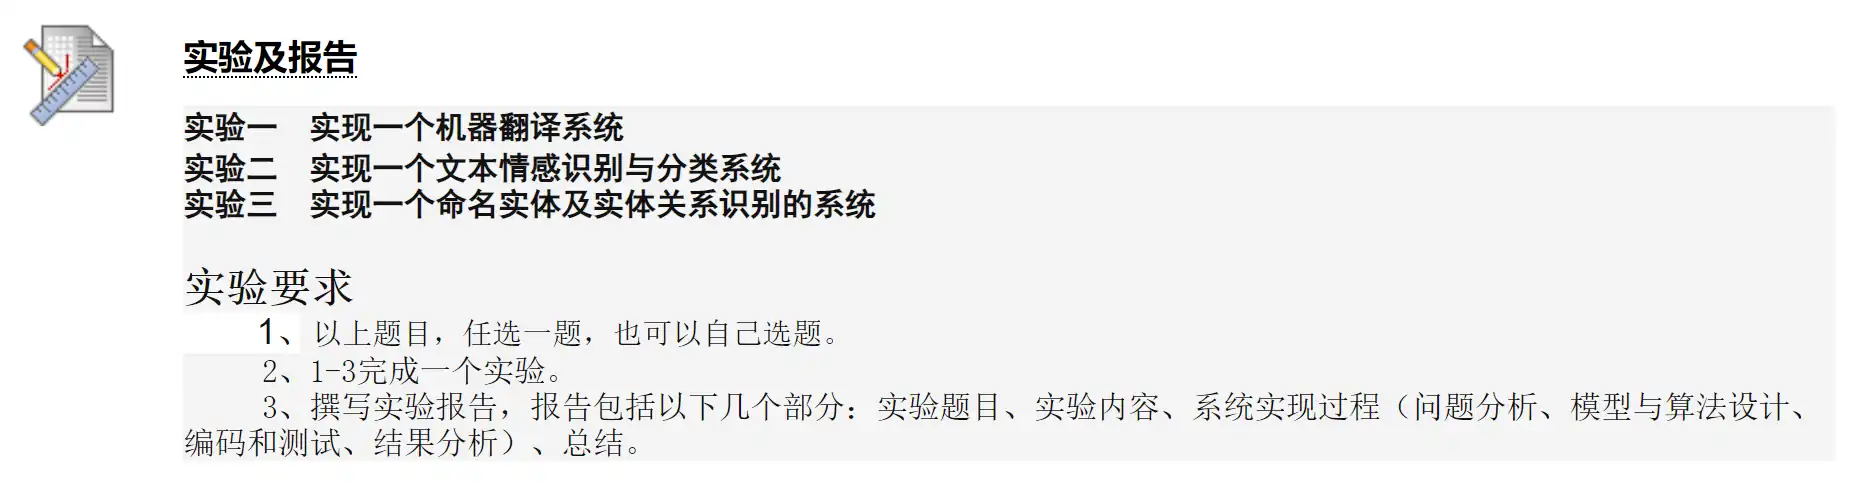 实验及报告
实验一 实现一个机器翻译系统
实验二 实现一个文本情感识别与分类系统
实验三 实现一个命名实体及实体关系识别的系统
实验要求
1、以上题目，任选一题，也可以自己选题。
2、1-3完成一个实验。
3、撰写实验报告，报告包括以下几个部分：实验题目、实验内容、系统实现过程（问题分析、模型与算法设计、
编码和测试、结果分析）、总结。